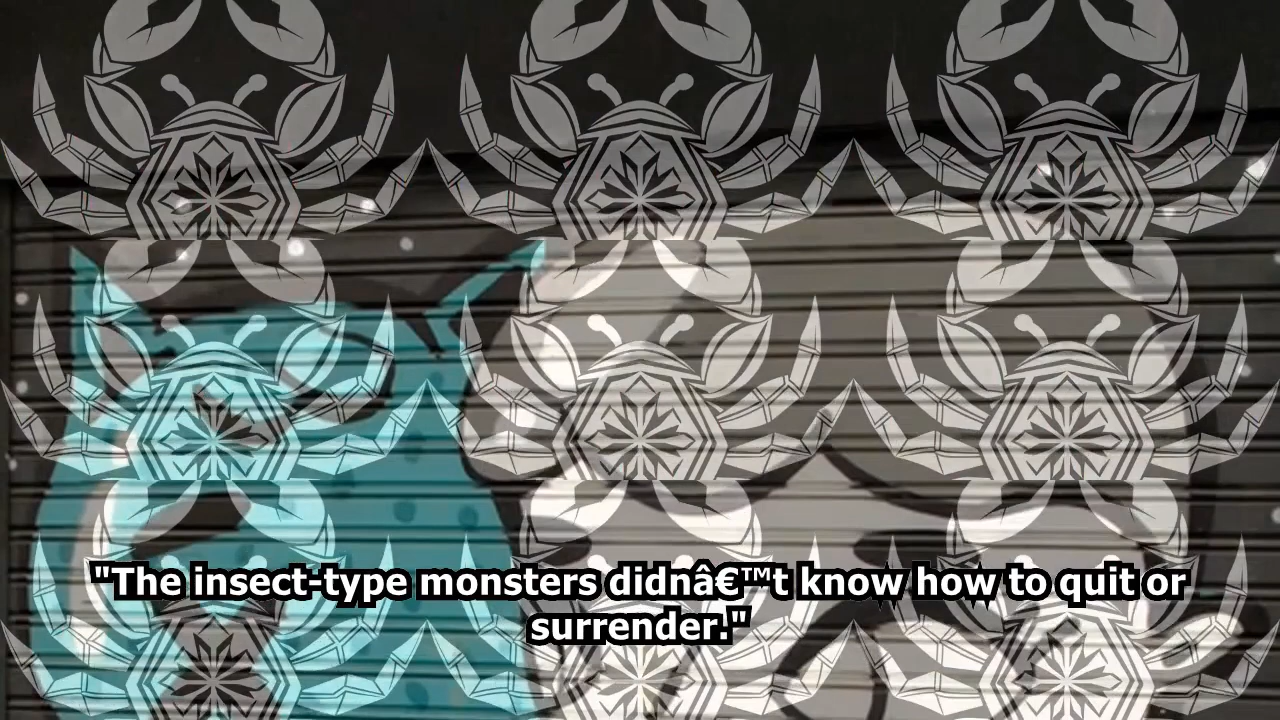 "The insect-type monsters didnâ€™t know how to quit or
surrender."